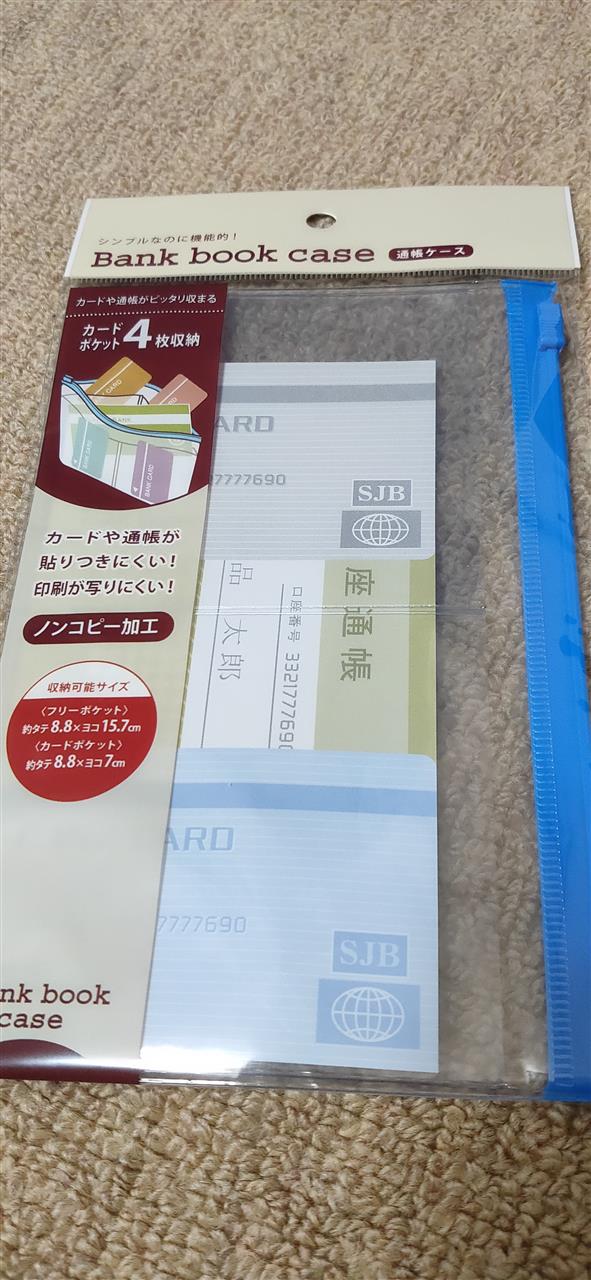 シンプルなのに機能的！
Bank book case 通帳ケース
カードや通帳がピッタリ収まる
カード
ポケット 4枚収納
BANK
BANK CARD
BANK CARD
カードや通帳が
貼りつきにくい！
印刷が写りにくい！
ノンコピー加工
収納可能サイズ
〈フリーポケット〉
約タテ8.8×ヨコ15.7cm
〈カードポケット〉
約タテ8.8×ヨコ7cm
nk book
case
ARD
7777690
SJB
座通帳
口座番号 3321777690
品 太郎
ARD
7777690
SJB